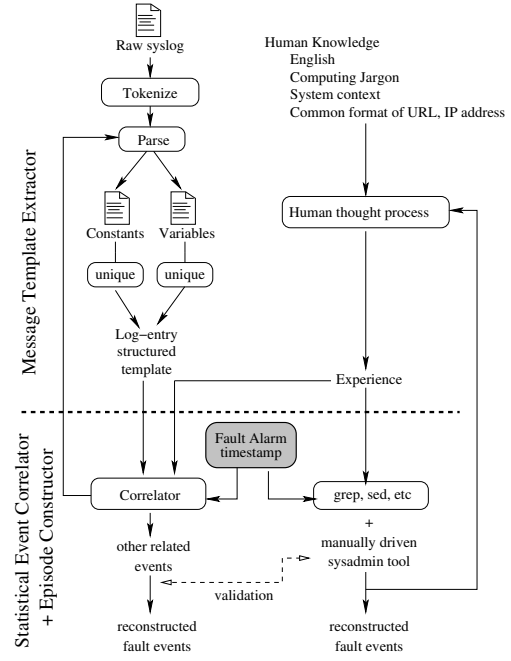 Raw syslog
Tokenize
Parse
Constants
Variables
unique
unique
Log-entry
structured
template
Human Knowledge
English
Computing Jargon
System context
Common format of URL, IP address
Human thought process
Experience
Message Template Extractor
Fault Alarm
timestamp
Correlator
grep, sed, etc
other related
events
+
manually driven
sysadmin tool
validation
reconstructed
fault events
reconstructed
fault events
Statistical Event Correlator
+ Episode Constructor